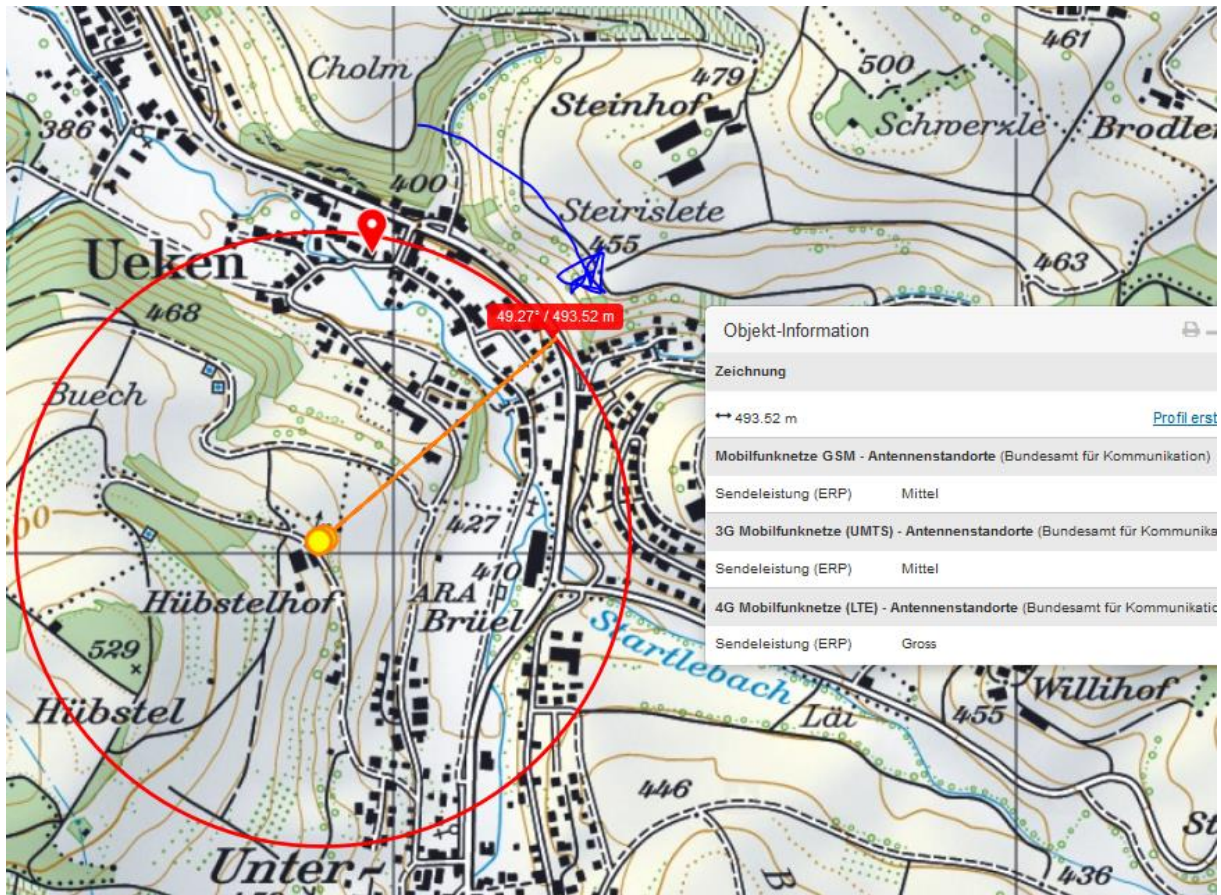 Cholm
479
461
500
Steinhof
Schwerzle
386
400
Steirislete
455
Ueken
463
468
49.27° / 493.52 m
Objekt-Information
Zeichnung
Buech
↔ 493.52 m
Profil erst
Mobilfunknetze GSM - Antennenstandorte (Bundesamt für Kommunikation)
Sendeleistung (ERP) Mittel
427
3G Mobilfunknetze (UMTS) - Antennenstandorte (Bundesamt für Kommunika
410
Sendeleistung (ERP) Mittel
Hübstelhof
ARA
Brüel
4G Mobilfunknetze (LTE) - Antennenstandorte (Bundesamt für Kommunikatio
Startlebach
Sendeleistung (ERP) Gross
529
Hübstel
Willihof
Läi
455
446
Unter-
436
B